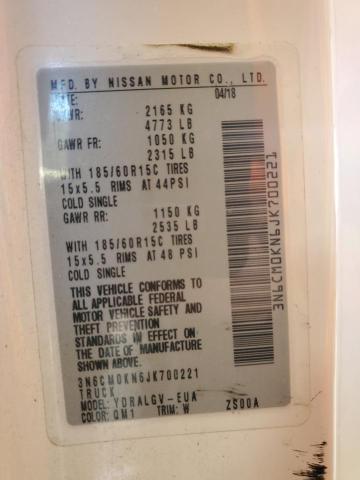 MFD. BY NISSAN MOTOR CO., LTD.
DATE: 04/18
GVWR: 2165 KG
4773 LB
GAWR FR: 1050 KG
2315 LB
WITH 185/60R15C TIRES
15x5.5 RIMS AT 44PSI
COLD SINGLE
GAWR RR: 1150 KG
2535 LB
WITH 185/60R15C TIRES
15x5.5 RIMS AT 48 PSI
COLD SINGLE
THIS VEHICLE CONFORMS TO
ALL APPLICABLE FEDERAL
MOTOR VEHICLE SAFETY AND
THEFT PREVENTION
STANDARDS IN EFFECT ON
THE DATE OF MANUFACTURE
SHOWN ABOVE.
3N6CM0KN6JK700221
TRUCK
MODEL: YDRALGV-EUA
COLOR: QM1 TRIM: W ZS00A
3N6CM0KN6JK700221